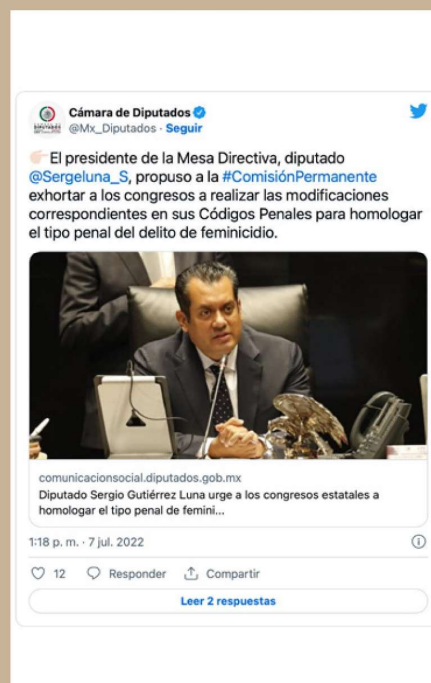 Cámara de Diputados
@Mx_Diputados · Seguir
El presidente de la Mesa Directiva, diputado
@Sergeluna_S, propuso a la #ComisiónPermanente
exhortar a los congresos a realizar las modificaciones
correspondientes en sus Códigos Penales para homologar
el tipo penal del delito de feminicidio.
comunicacionsocial.diputados.gob.mx
Diputado Sergio Gutiérrez Luna urge a los congresos estatales a
homologar el tipo penal de femini...
1:18 p. m. · 7 jul. 2022
12 Responder Compartir
Leer 2 respuestas